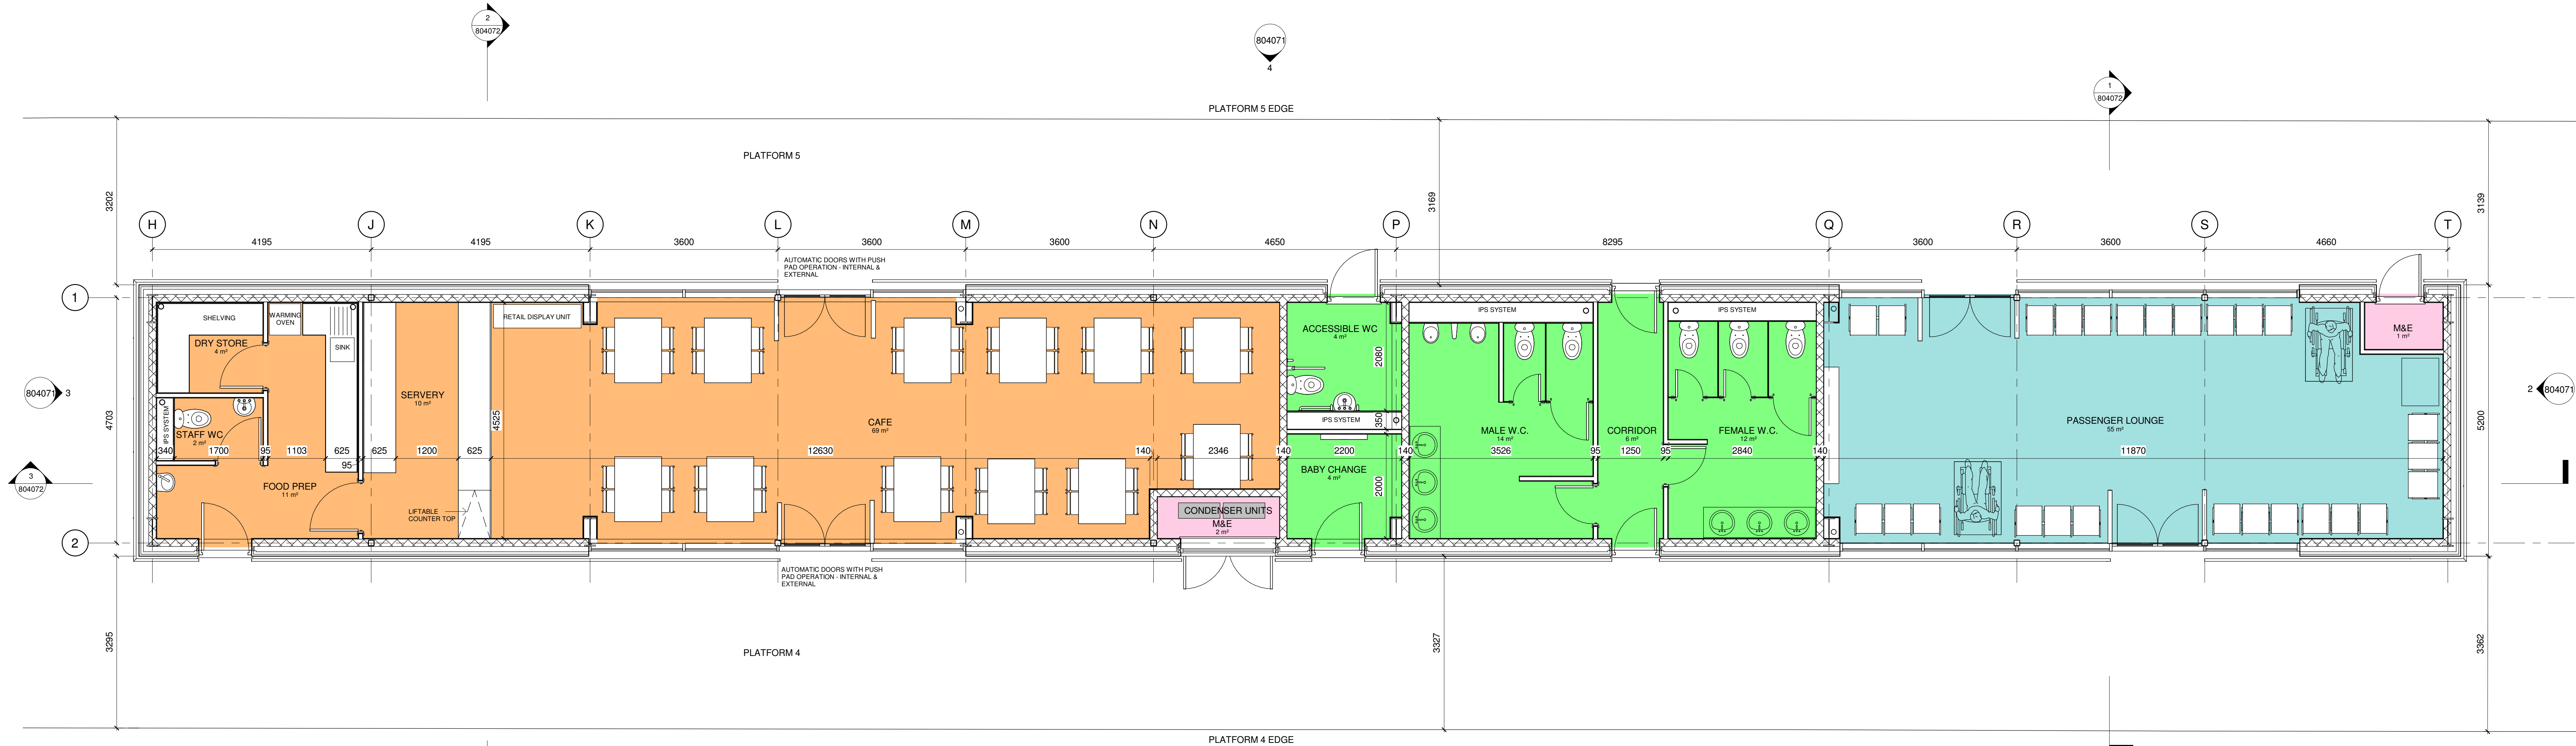 2
804072
804071
4
1
804072
PLATFORM 5 EDGE
PLATFORM 5
3202
3169
3139
H
J
K
L
M
N
P
Q
R
S
T
4195
4195
3600
3600
3600
4650
8295
3600
3600
4660
AUTOMATIC DOORS WITH PUSH
PAD OPERATION - INTERNAL &
EXTERNAL
1
SHELVING
WARMING
OVEN
SINK
RETAIL DISPLAY UNIT
DRY STORE
4 m²
ACCESSIBLE WC
4 m²
2080
IPS SYSTEM
IPS SYSTEM
M&E
1 m²
804071
3
4703
SERVERY
10 m²
4525
CAFE
69 m²
IPS SYSTEM
350
MALE W.C.
14 m²
CORRIDOR
6 m²
FEMALE W.C.
12 m²
PASSENGER LOUNGE
55 m²
5200
2
804071
IPS SYSTEM
STAFF WC
2 m²
340
1700
95
1103
625
95
625
1200
625
12630
140
2346
140
2200
140
3526
95
1250
95
2840
140
11870
BABY CHANGE
4 m²
2000
3
804072
FOOD PREP
11 m²
LIFTABLE
COUNTER TOP
CONDENSER UNITS
M&E
2 m²
2
AUTOMATIC DOORS WITH PUSH
PAD OPERATION - INTERNAL &
EXTERNAL
3295
3327
3362
PLATFORM 4
PLATFORM 4 EDGE